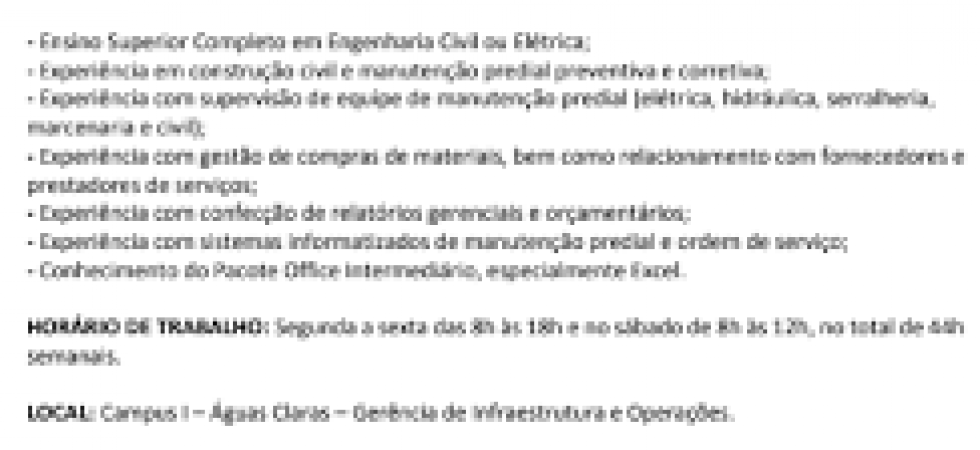 - Ensino Superior Completo em Engenharia Civil ou Elétrica;
- Experiência em construção civil e manutenção predial preventiva e corretiva;
- Experiência com supervisão de equipe de manutenção predial (elétrica, hidráulica, serralheria,
marcenaria e civil);
- Experiência com gestão de compras de materiais, bem como relacionamento com fornecedores e
prestadores de serviços;
- Experiência com confecção de relatórios gerenciais e orçamentários;
- Experiência com sistemas informatizados de manutenção predial e ordem de serviço;
- Conhecimento do Pacote Office Intermediário, especialmente Excel.
HORÁRIO DE TRABALHO: Segunda a sexta das 8h às 18h e no sábado de 8h às 12h, no total de 44h
semanais.
LOCAL: Campus I – Águas Claras – Gerência de Infraestrutura e Operações.